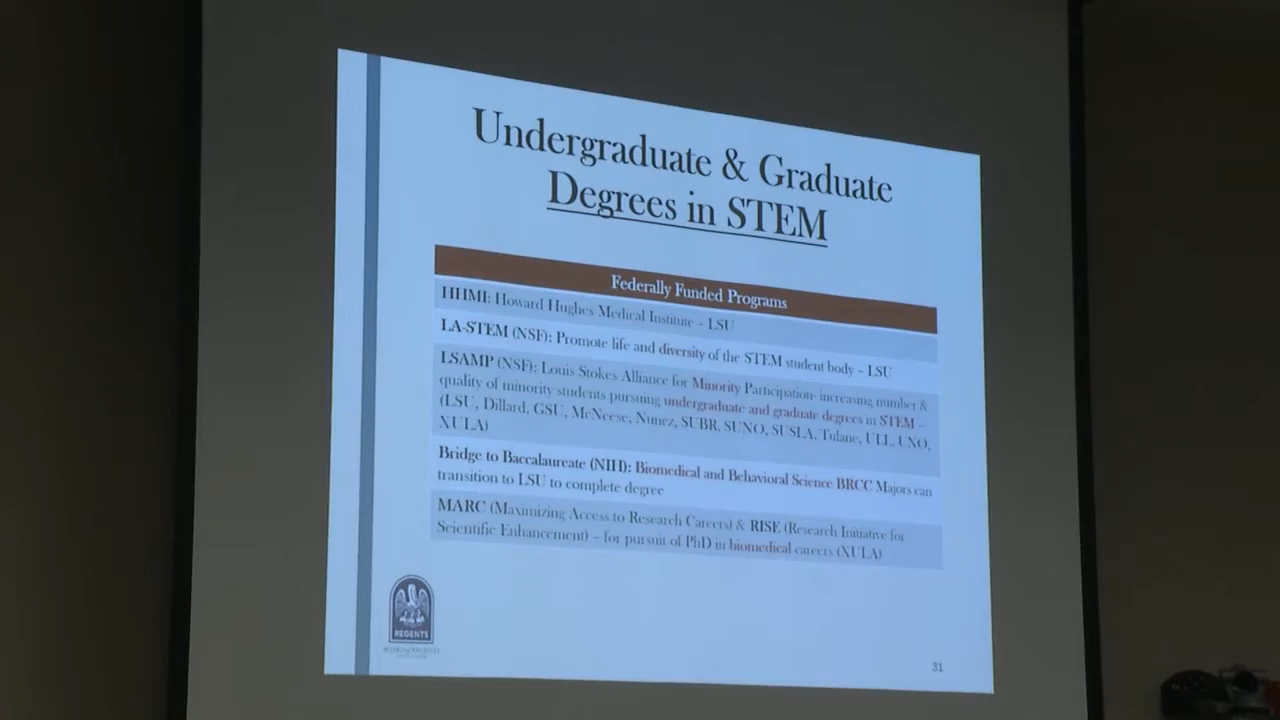 Undergraduate & Graduate
Degrees in STEM
Federally Funded Programs
HHMI: Howard Hughes Medical Institute – LSU
LA-STEM (NSF): Promote life and diversity of the STEM student body – LSU
LSAMP (NSF): Louis Stokes Alliance for Minority Participation- increasing number &
quality of minority students pursuing undergraduate and graduate degrees in STEM –
(LSU, Dillard, GSU, McNeese, Nunez, SUBR, SUNO, SUSLA, Tulane, ULL, UNO,
XULA)
Bridge to Baccalaureate (NIH): Biomedical and Behavioral Science BRCC Majors can
transition to LSU to complete degree
MARC (Maximizing Access to Research Careers) & RISE (Research Initiative for
Scientific Enhancement) – for pursuit of PhD in biomedical careers (XULA)
REGENTS
31